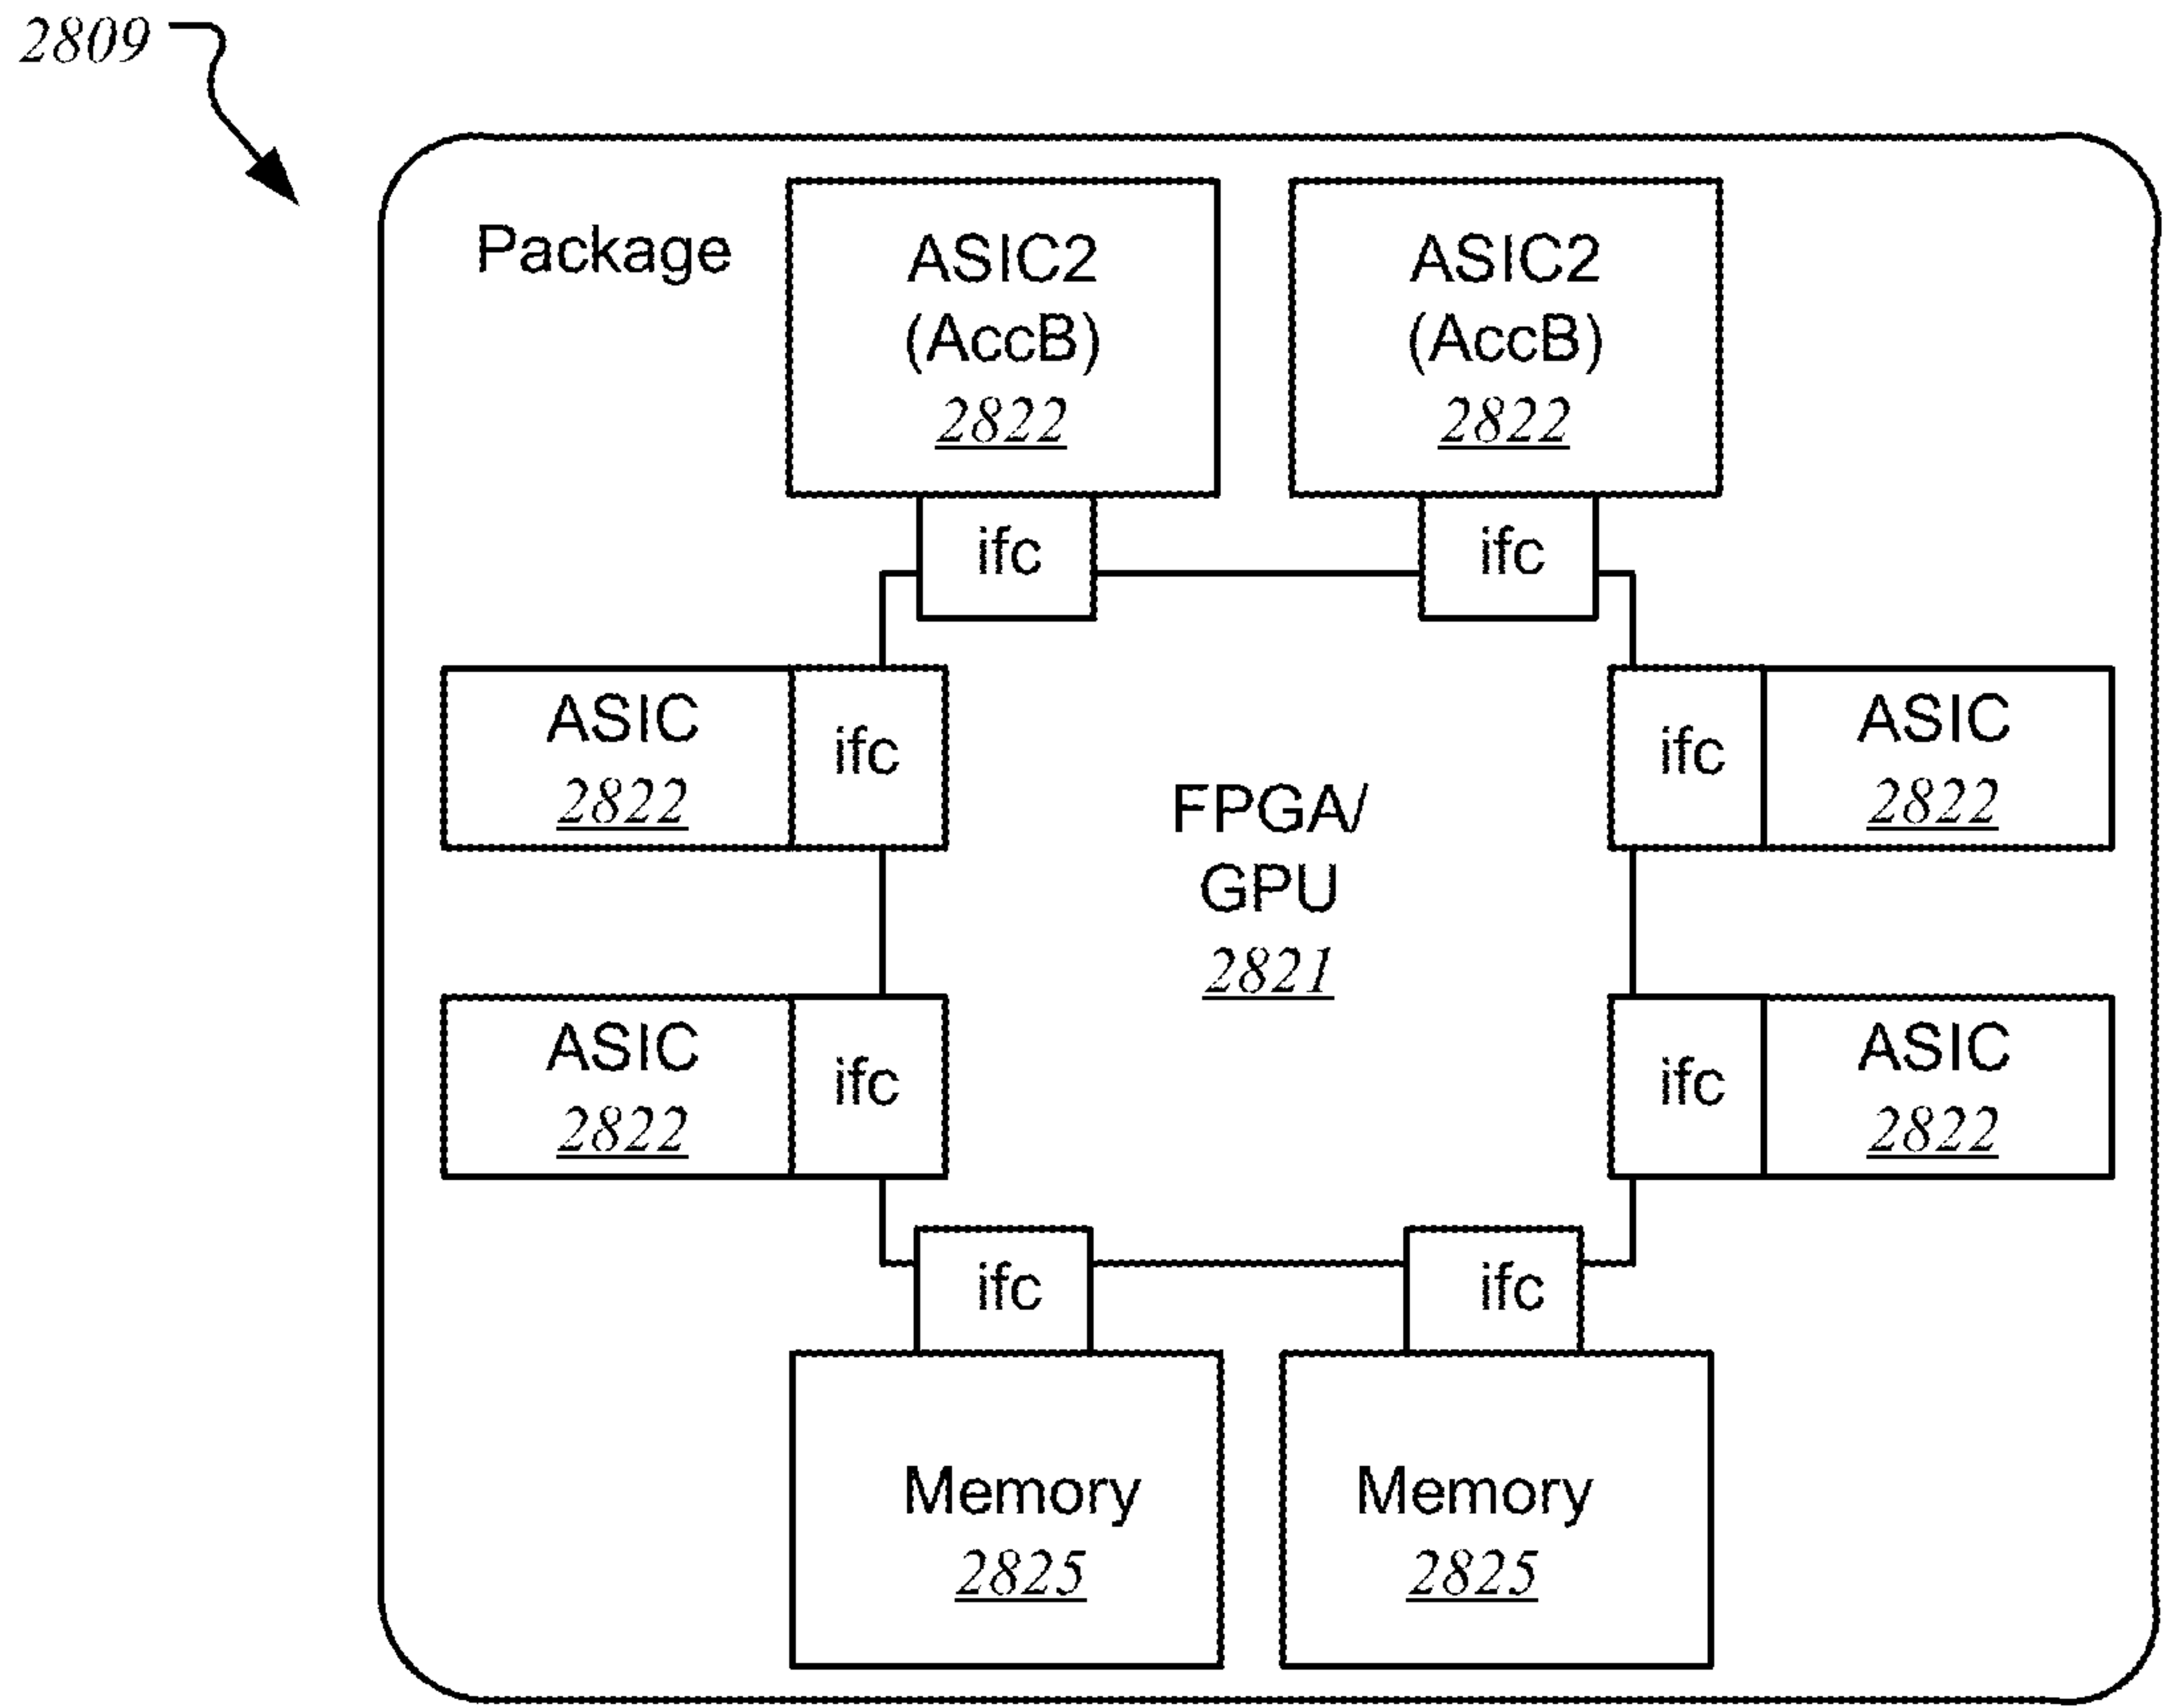 2809
Package
ASIC2
(AccB)
2822
ASIC2
(AccB)
2822
ifc
ifc
ASIC
2822
ifc
ifc
ASIC
2822
FPGA/
GPU
2821
ASIC
2822
ifc
ifc
ASIC
2822
ifc
ifc
Memory
2825
Memory
2825